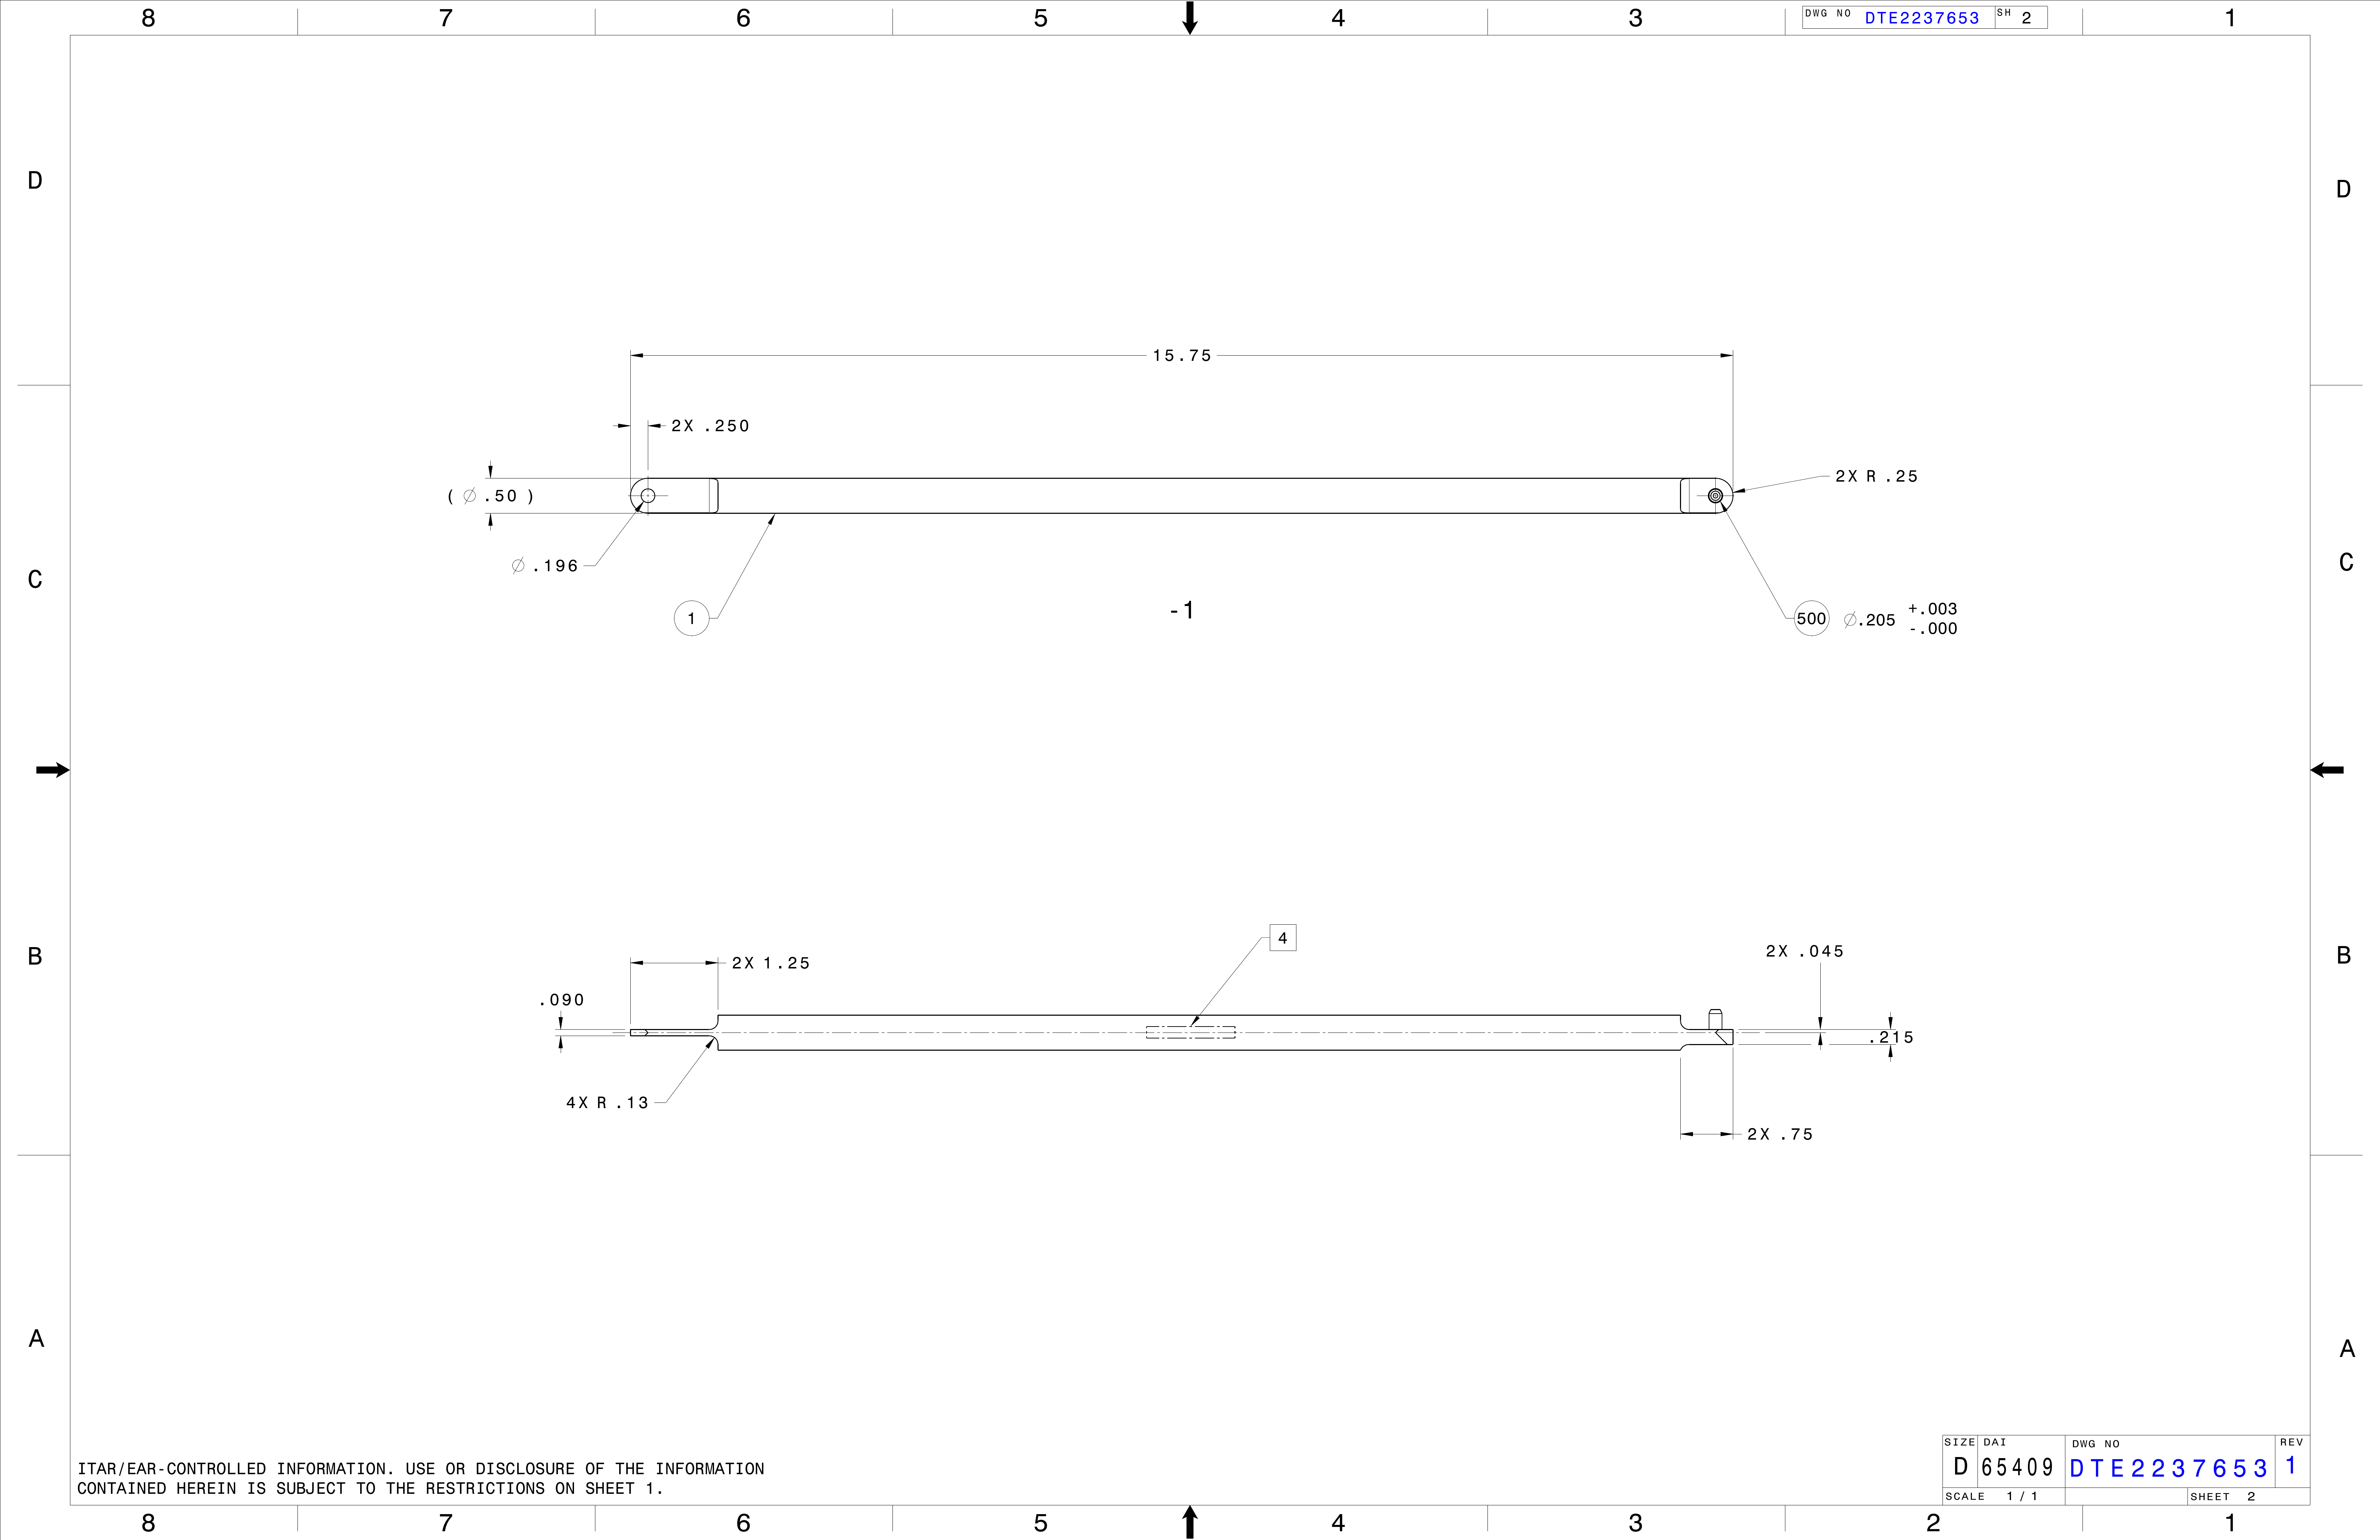 8 7 6 5 4 3 1
DWG NO DTE2237653 SH 2
D D
15.75
2X .250
2X R .25
( ∅ .50 )
∅ .196
C C
1
-1
500 ∅.205 +.003
-.000
4
2X .045
B B
2X 1.25
.090
.215
4X R .13
2X .75
A A
SIZE DAI DWG NO REV
D 65409 DTE2237653 1
SCALE 1 / 1 SHEET 2
ITAR/EAR-CONTROLLED INFORMATION. USE OR DISCLOSURE OF THE INFORMATION
CONTAINED HEREIN IS SUBJECT TO THE RESTRICTIONS ON SHEET 1.
8 7 6 5 4 3 2 1